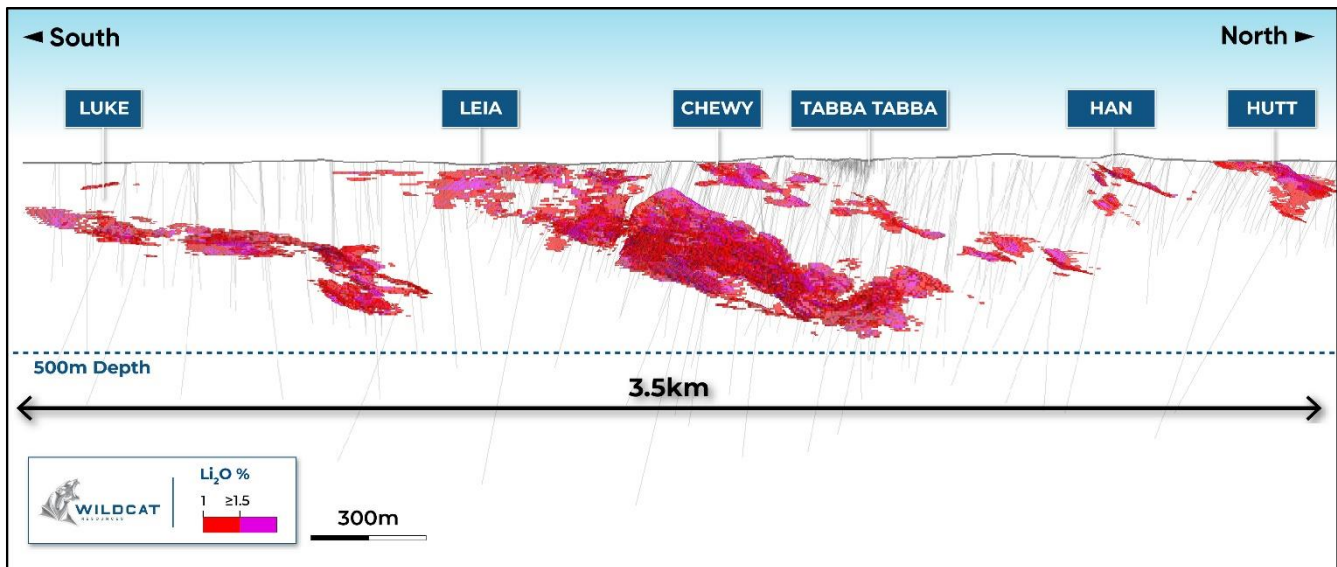 ◄ South
North ►
LUKE
LEIA
CHEWY
TABBA TABBA
HAN
HUTT
500m Depth
3.5km
Li₂O %
1 ≥1.5
WILDCAT
RESOURCES
300m